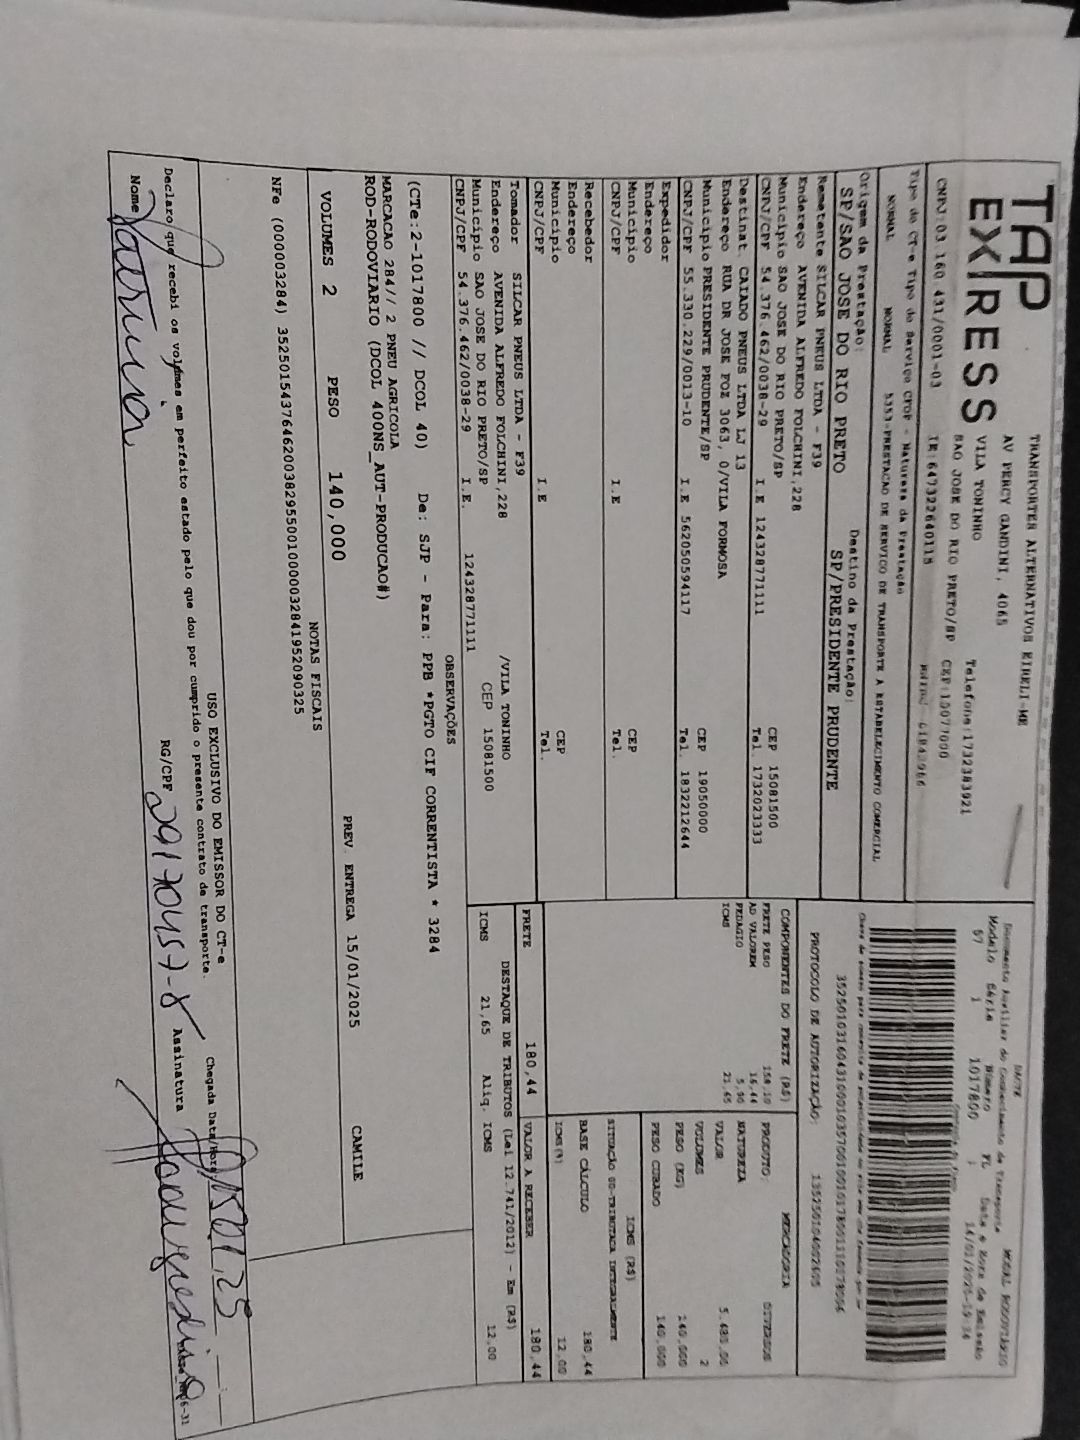 TAP
EXPRESS
TRANSPORTES ALTERNATIVOS EIRELI-ME
AV PERCY GANDINI, 4065
VILA TONINHO Telefone:1732383921
SAO JOSE DO RIO PRETO/SP CEP:15077000
CNPJ:03.160.431/0001-03 IE:647322640115
Tipo do CT-e Tipo do Serviço CFOP - Natureza da Prestação
NORMAL NORMAL 5353-PRESTACAO DE SERVICO DE TRANSPORTE A ESTABELECIMENTO COMERCIAL
Origem da Prestação: Destino da Prestação:
SP/SAO JOSE DO RIO PRETO SP/PRESIDENTE PRUDENTE
Remetente SILCAR PNEUS LTDA - F39
Endereço AVENIDA ALFREDO FOLCHINI,228
Município SAO JOSE DO RIO PRETO/SP CEP 15081500
CNPJ/CPF 54.376.462/0038-29 I.E 124328771111 Tel. 1732023333
Destinat. CAIADO PNEUS LTDA LJ 13
Endereço RUA DR JOSE FOZ 3063, 0/VILA FORMOSA
Município PRESIDENTE PRUDENTE/SP CEP 19050000
CNPJ/CPF 55.330.229/0013-10 I.E 562050594117 Tel. 1832212644
Expedidor
Endereço
Município CEP
CNPJ/CPF I.E Tel.
Recebedor
Endereço
Município CEP
CNPJ/CPF I.E Tel.
Tomador SILCAR PNEUS LTDA - F39
Endereço AVENIDA ALFREDO FOLCHINI,228 /VILA TONINHO
Município SAO JOSE DO RIO PRETO/SP CEP 15081500
CNPJ/CPF 54.376.462/0038-29 I.E. 124328771111
DACTE MODAL RODOVIÁRIO
Documento Auxiliar do Conhecimento de Transporte
Modelo Série Número FL Data e Hora de Emissão
57 1 1017800 1
PROTOCOLO DE AUTORIZAÇÃO:
COMPONENTES DO FRETE (R$)
FRETE PESO
AD VALOREM 16,44
PEDAGIO 5,90
ICMS 21,65
PRODUTO: MERCADORIA
NATUREZA DIVERSOS
VALOR
VOLUMES 2
PESO (KG) 140,000
PESO CUBADO 140,000
ICMS (R$)
SITUAÇÃO 00-TRIBUTACA INTEGRALMENTE
BASE CÁLCULO 180,44
ICMS(%) 12,00
FRETE 180,44 VALOR A RECEBER 180,44
DESTAQUE DE TRIBUTOS (Lei 12.741/2012) - Em (R$)
ICMS 21,65 Aliq. ICMS 12,00
OBSERVAÇÕES
(CTe:2-1017800 // DCOL 40) De: SJP - Para: PPB *PGTO CIF CORRENTISTA * 3284
MARCACAO 284// 2 PNEU AGRICOLA
ROD-RODOVIARIO (DCOL 400NS_AUT-PRODUCAO#)
VOLUMES 2 PESO 140,000 PREV. ENTREGA 15/01/2025 CAMILE
NOTAS FISCAIS
NFe (000003284) 35250154376462003829550010000032841952090325
USO EXCLUSIVO DO EMISSOR DO CT-e
Declaro que recebi os volumes em perfeito estado pelo que dou por cumprido o presente contrato de transporte. Chegada Data/Hora
Nome RG/CPF Assinatura